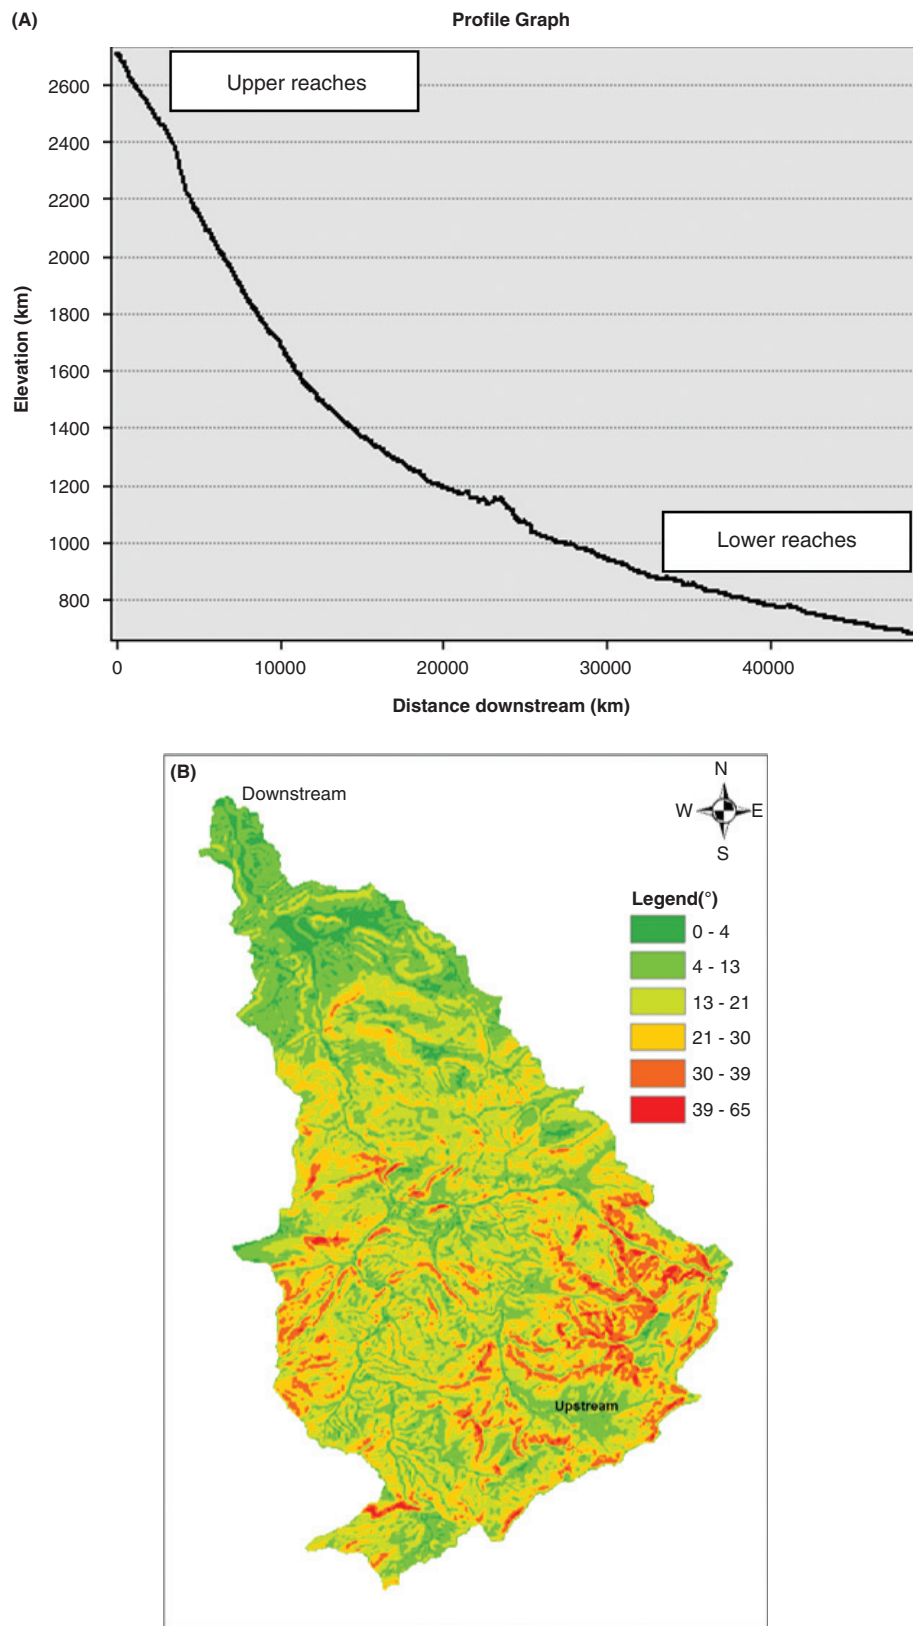 (A)
Profile Graph
Upper reaches
2600
2400
2200
2000
1800
1600
1400
1200
1000
800
Elevation (km)
Lower reaches
0 10000 20000 30000 40000
Distance downstream (km)
(B)
Downstream
N
W E
S
Legend(°)
0 - 4
4 - 13
13 - 21
21 - 30
30 - 39
39 - 65
Upstream